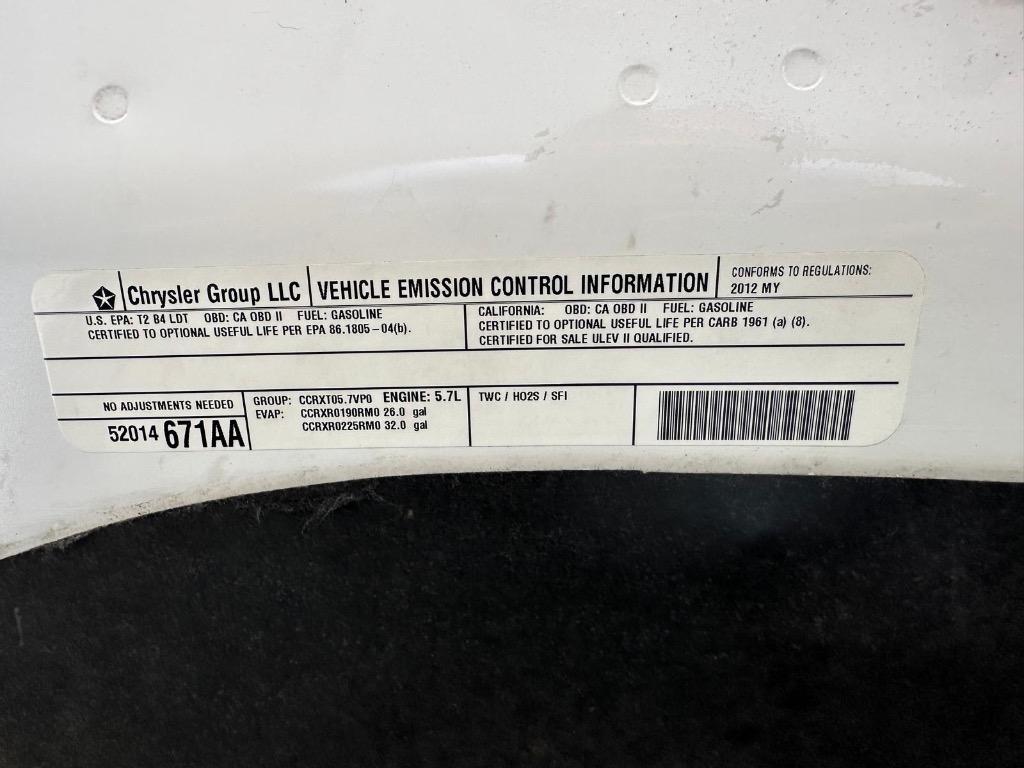 Chrysler Group LLC
VEHICLE EMISSION CONTROL INFORMATION
CONFORMS TO REGULATIONS:
2012 MY
U.S. EPA: T2 B4 LDT OBD: CA OBD II FUEL: GASOLINE
CERTIFIED TO OPTIONAL USEFUL LIFE PER EPA 86.1805-04(b).
CALIFORNIA: OBD: CA OBD II FUEL: GASOLINE
CERTIFIED TO OPTIONAL USEFUL LIFE PER CARB 1961 (a) (8).
CERTIFIED FOR SALE ULEV II QUALIFIED.
NO ADJUSTMENTS NEEDED
52014 671AA
GROUP: CCRXT05.7VP0 ENGINE: 5.7L
EVAP: CCRXR0190RM0 26.0 gal
CCRXR0225RM0 32.0 gal
TWC / HO2S / SFI